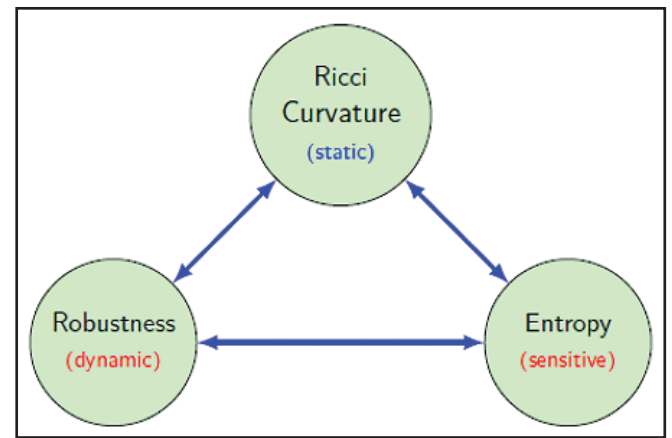 Ricci
Curvature
(static)
Robustness
(dynamic)
Entropy
(sensitive)